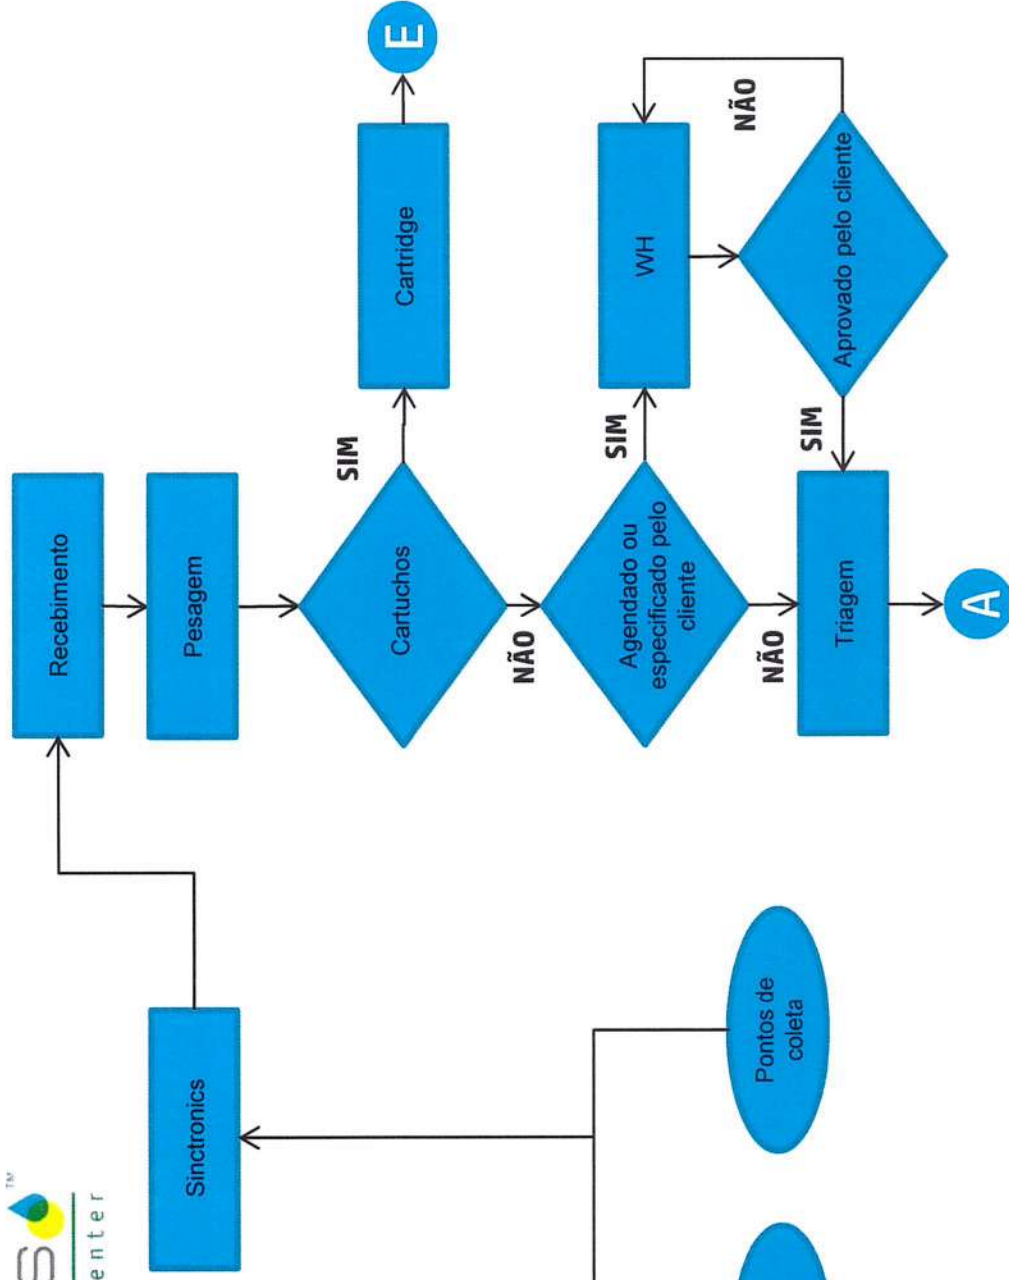 S
TM
enter
Sinctronics
Pontos de
coleta
Recebimento
Pesagem
Cartuchos
SIM
Cartridge
E
NÃO
Agendado ou
especificado pelo
cliente
SIM
WH
NÃO
Aprovado pelo cliente
SIM
NÃO
Triagem
A